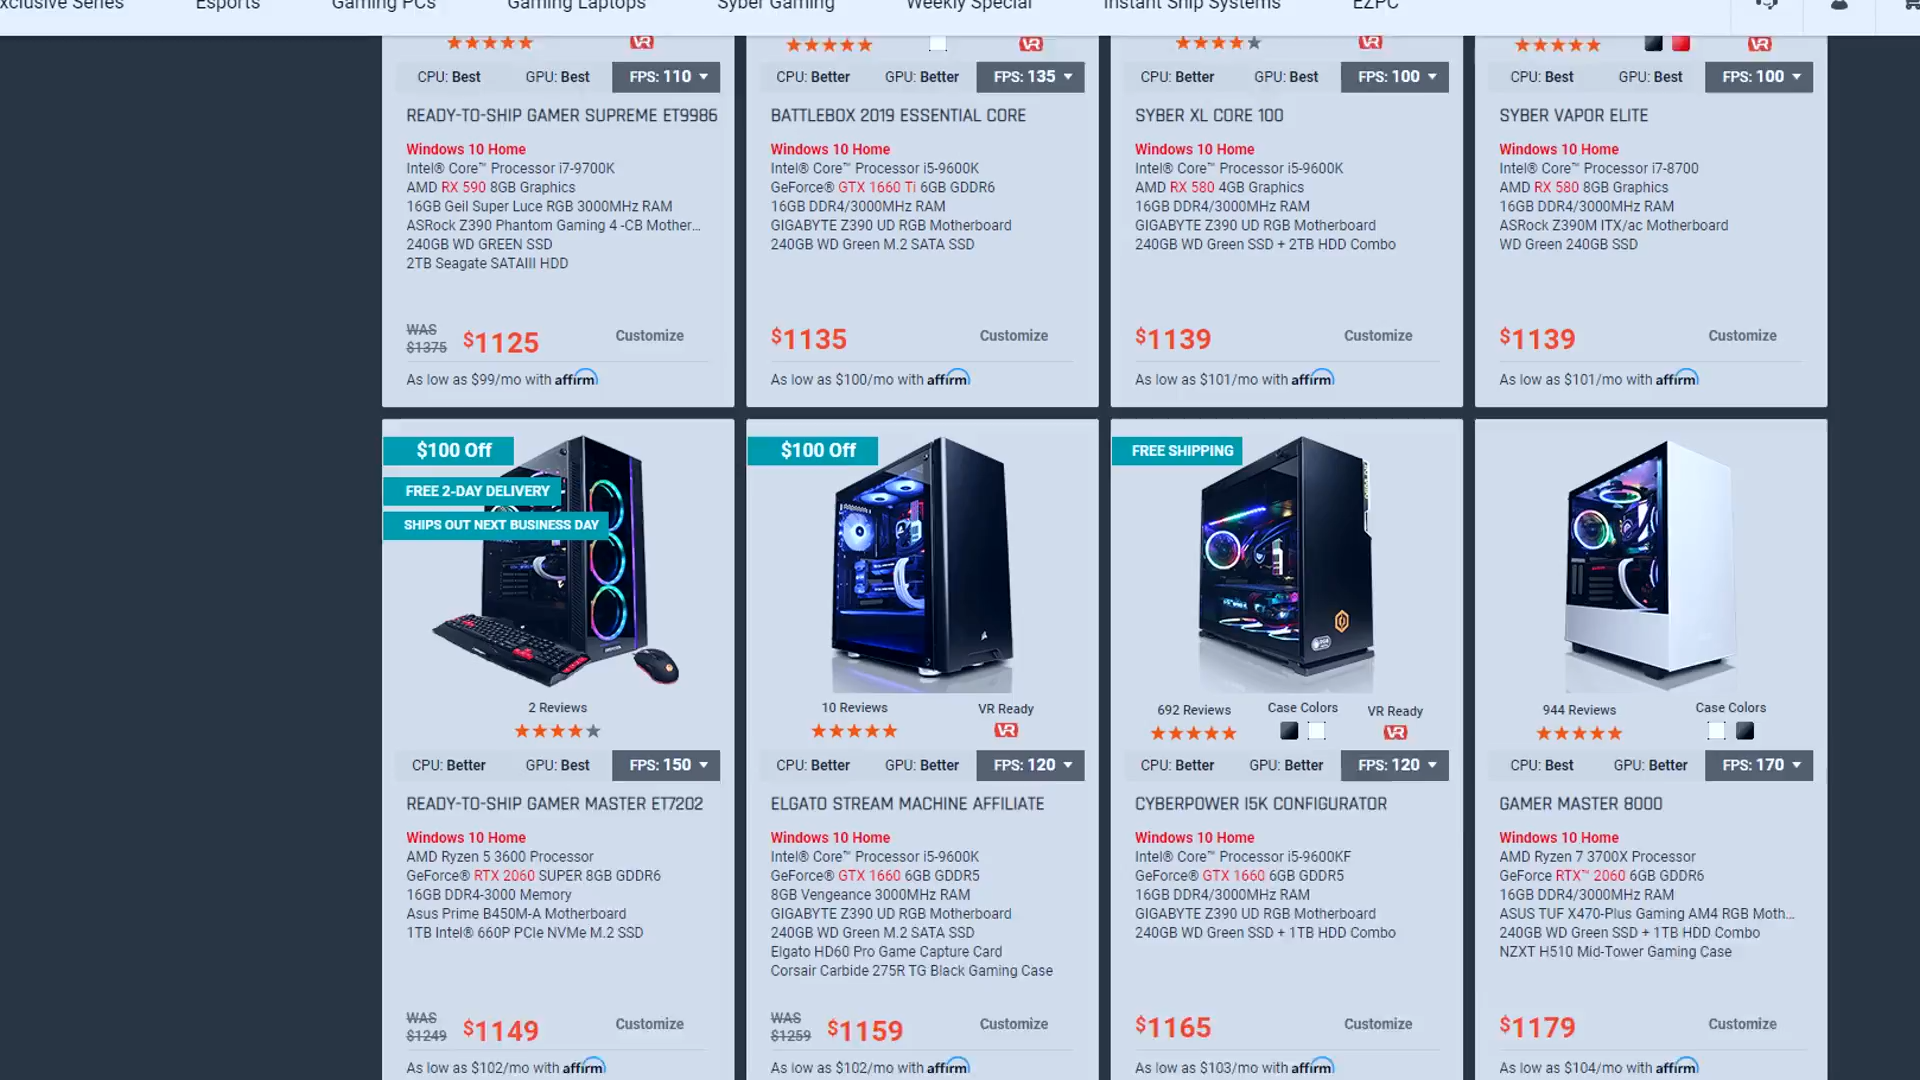 xclusive Series
Esports
Gaming PCs
Gaming Laptops
Syber Gaming
Weekly Special
Instant Ship Systems
EZPC
VR
VR
VR
VR
CPU: Best GPU: Best FPS: 110
READY-TO-SHIP GAMER SUPREME ET9986
Windows 10 Home
Intel® Core™ Processor i7-9700K
AMD RX 590 8GB Graphics
16GB Geil Super Luce RGB 3000MHz RAM
ASRock Z390 Phantom Gaming 4 -CB Mother...
240GB WD GREEN SSD
2TB Seagate SATAIII HDD
WAS
$1375
$1125
Customize
As low as $99/mo with affirm
CPU: Better GPU: Better FPS: 135
BATTLEBOX 2019 ESSENTIAL CORE
Windows 10 Home
Intel® Core™ Processor i5-9600K
GeForce® GTX 1660 Ti 6GB GDDR6
16GB DDR4/3000MHz RAM
GIGABYTE Z390 UD RGB Motherboard
240GB WD Green M.2 SATA SSD
$1135
Customize
As low as $100/mo with affirm
CPU: Better GPU: Best FPS: 100
SYBER XL CORE 100
Windows 10 Home
Intel® Core™ Processor i5-9600K
AMD RX 580 4GB Graphics
16GB DDR4/3000MHz RAM
GIGABYTE Z390 UD RGB Motherboard
240GB WD Green SSD + 2TB HDD Combo
$1139
Customize
As low as $101/mo with affirm
CPU: Best GPU: Best FPS: 100
SYBER VAPOR ELITE
Windows 10 Home
Intel® Core™ Processor i7-8700
AMD RX 580 8GB Graphics
16GB DDR4/3000MHz RAM
ASRock Z390M ITX/ac Motherboard
WD Green 240GB SSD
$1139
Customize
As low as $101/mo with affirm
$100 Off
FREE 2-DAY DELIVERY
SHIPS OUT NEXT BUSINESS DAY
2 Reviews
CPU: Better GPU: Best FPS: 150
READY-TO-SHIP GAMER MASTER ET7202
Windows 10 Home
AMD Ryzen 5 3600 Processor
GeForce® RTX 2060 SUPER 8GB GDDR6
16GB DDR4-3000 Memory
Asus Prime B450M-A Motherboard
1TB Intel® 660P PCIe NVMe M.2 SSD
WAS
$1249
$1149
Customize
As low as $102/mo with affirm
$100 Off
10 Reviews
VR Ready
VR
CPU: Better GPU: Better FPS: 120
ELGATO STREAM MACHINE AFFILIATE
Windows 10 Home
Intel® Core™ Processor i5-9600K
GeForce® GTX 1660 6GB GDDR5
8GB Vengeance 3000MHz RAM
GIGABYTE Z390 UD RGB Motherboard
240GB WD Green M.2 SATA SSD
Elgato HD60 Pro Game Capture Card
Corsair Carbide 275R TG Black Gaming Case
WAS
$1259
$1159
Customize
As low as $102/mo with affirm
FREE SHIPPING
692 Reviews
Case Colors
VR Ready
VR
CPU: Better GPU: Better FPS: 120
CYBERPOWER I5K CONFIGURATOR
Windows 10 Home
Intel® Core™ Processor i5-9600KF
GeForce® GTX 1660 6GB GDDR5
16GB DDR4/3000MHz RAM
GIGABYTE Z390 UD RGB Motherboard
240GB WD Green SSD + 1TB HDD Combo
$1165
Customize
As low as $103/mo with affirm
944 Reviews
Case Colors
CPU: Best GPU: Better FPS: 170
GAMER MASTER 8000
Windows 10 Home
AMD Ryzen 7 3700X Processor
GeForce RTX™ 2060 6GB GDDR6
16GB DDR4/3000MHz RAM
ASUS TUF X470-Plus Gaming AM4 RGB Moth...
240GB WD Green SSD + 1TB HDD Combo
NZXT H510 Mid-Tower Gaming Case
$1179
Customize
As low as $104/mo with affirm